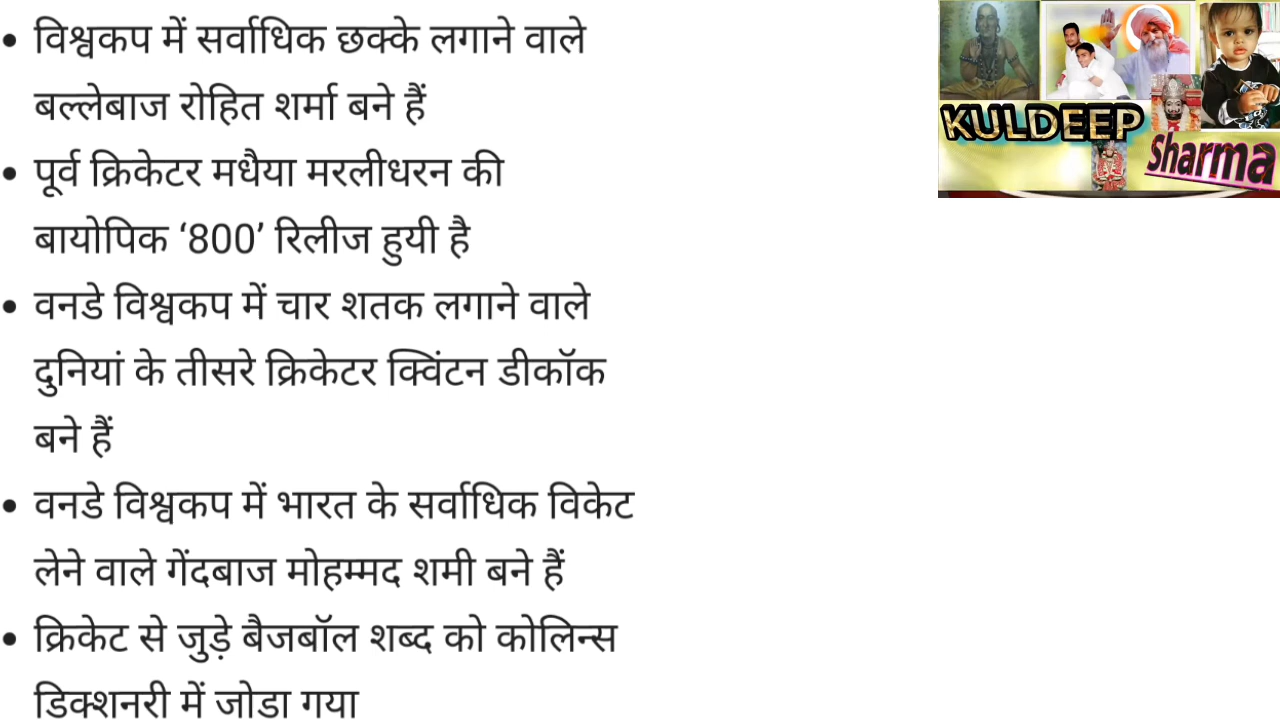 • विश्वकप में सर्वाधिक छक्के लगाने वाले
बल्लेबाज रोहित शर्मा बने हैं
• पूर्व क्रिकेटर मधैया मरलीधरन की
बायोपिक ‘800’ रिलीज हुयी है
• वनडे विश्वकप में चार शतक लगाने वाले
दुनियां के तीसरे क्रिकेटर क्विंटन डीकॉक
बने हैं
• वनडे विश्वकप में भारत के सर्वाधिक विकेट
लेने वाले गेंदबाज मोहम्मद शमी बने हैं
• क्रिकेट से जुड़े बैजबॉल शब्द को कोलिन्स
डिक्शनरी में जोडा गया
KULDEEP
Sharma